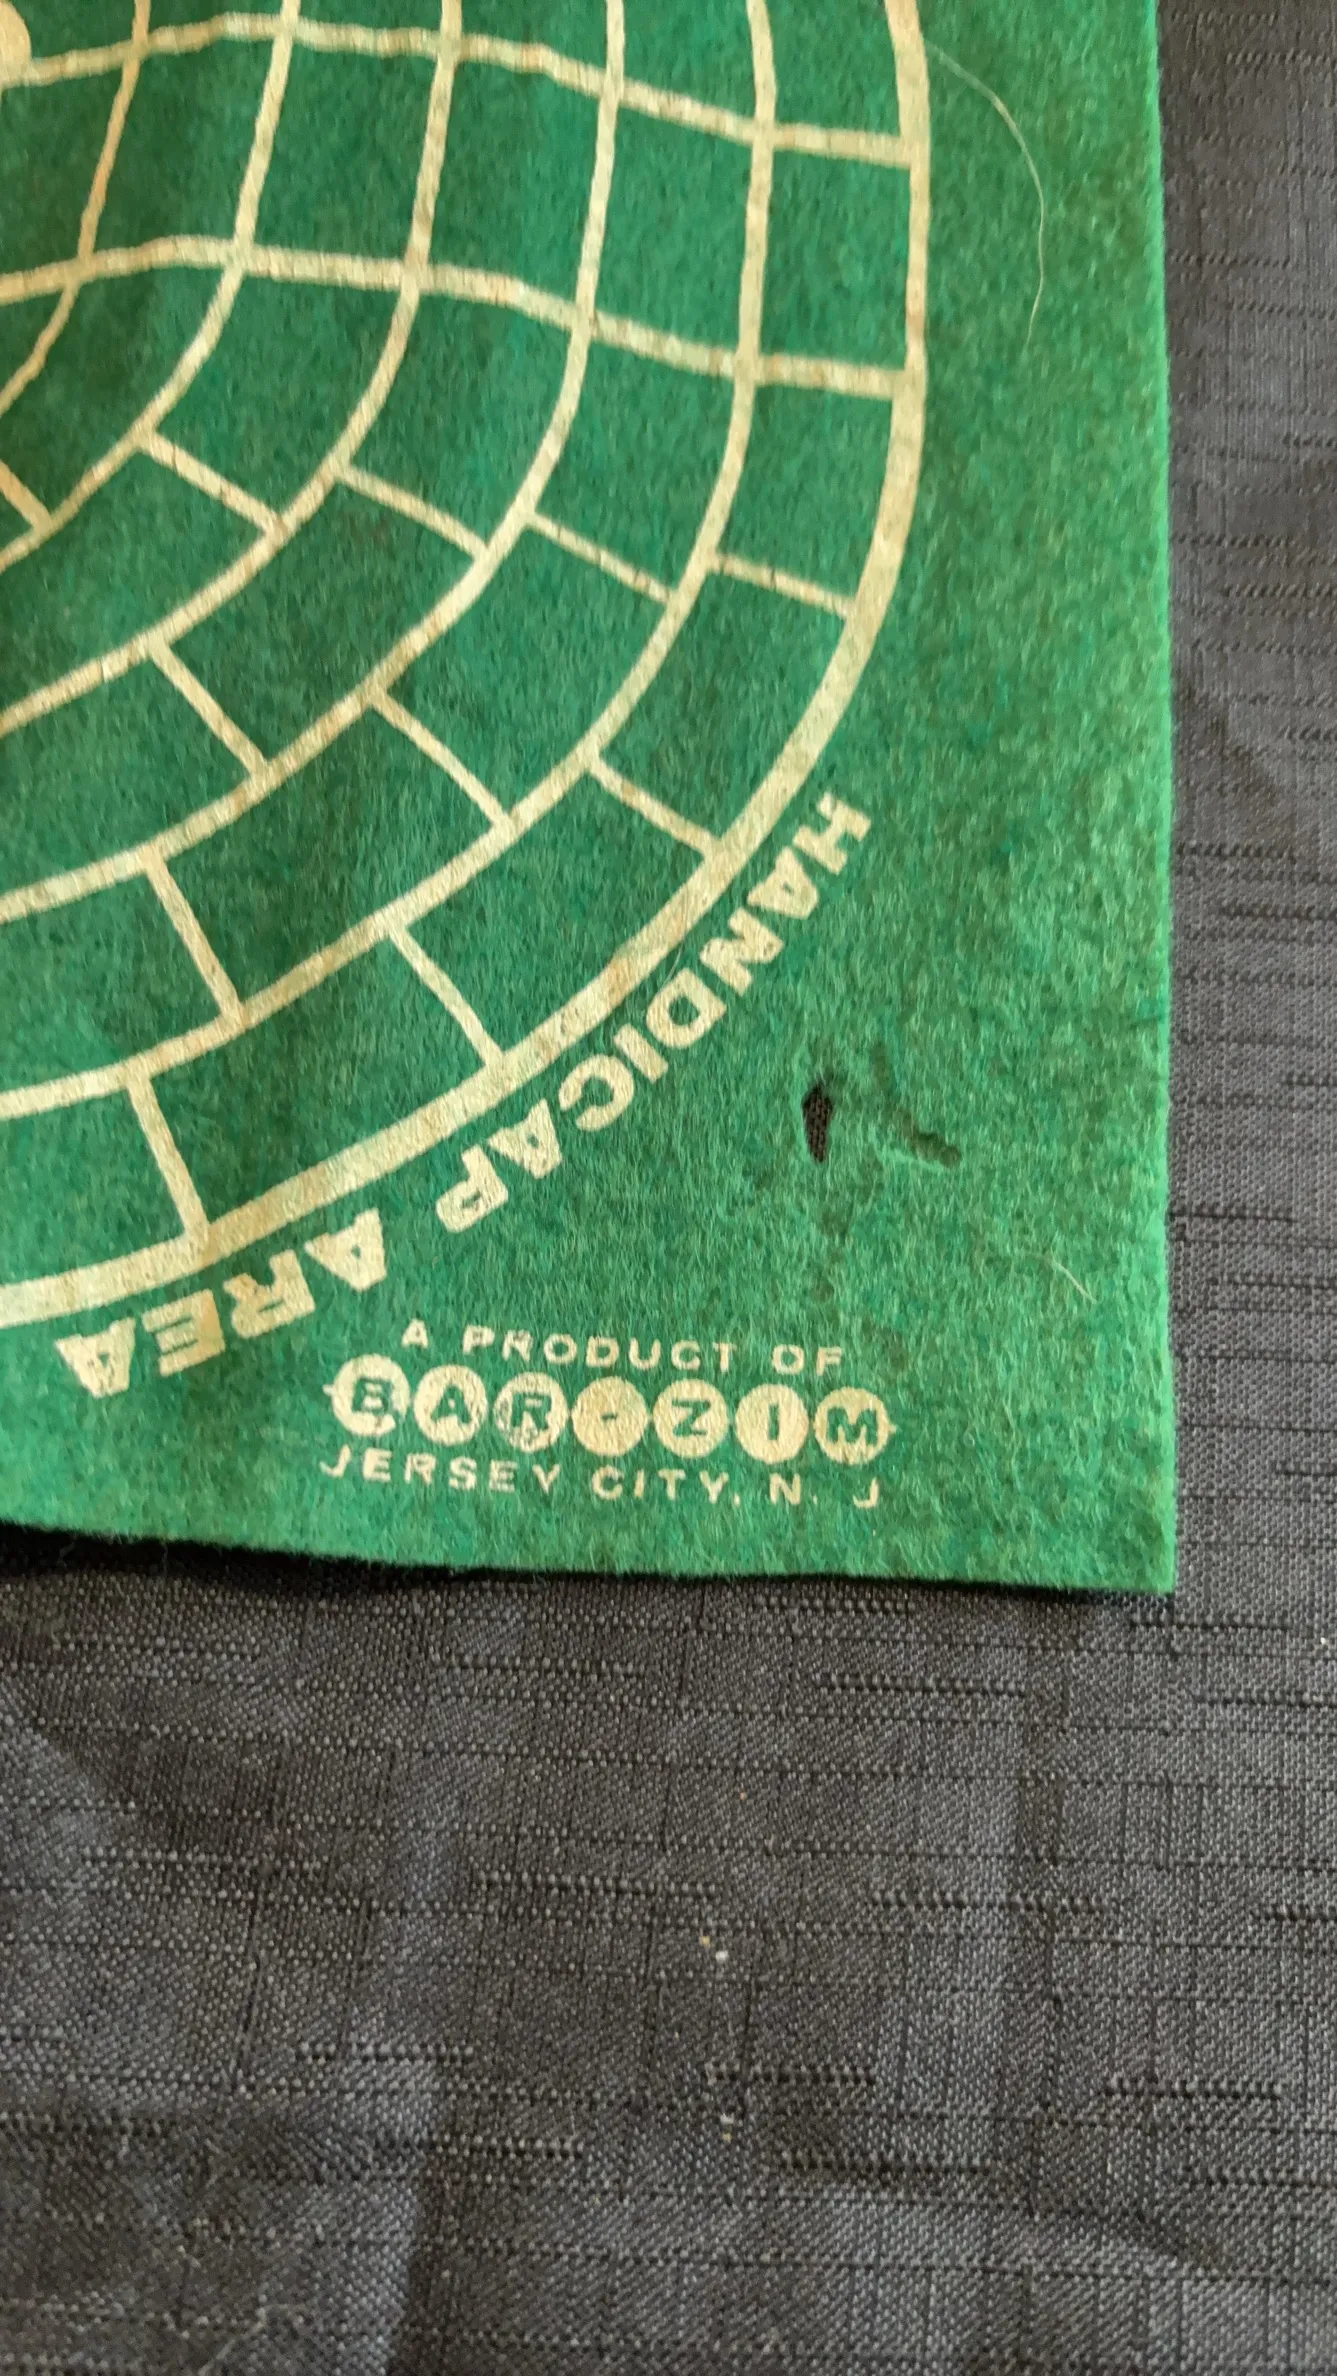 HANDICAP AREA
A PRODUCT OF
BAR-ZIM
JERSEY CITY, N. J